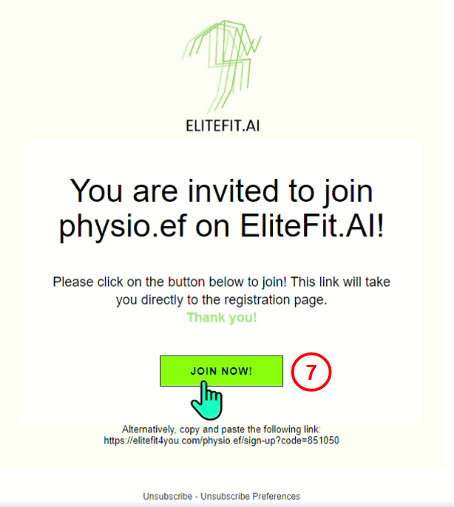 ELITEFIT.AI
You are invited to join
physio.ef on EliteFit.AI!
Please click on the button below to join! This link will take
you directly to the registration page.
Thank you!
JOIN NOW!
7
Alternatively, copy and paste the following link:
https://elitefit4you.com/physio.ef/sign-up?code=851050
Unsubscribe - Unsubscribe Preferences